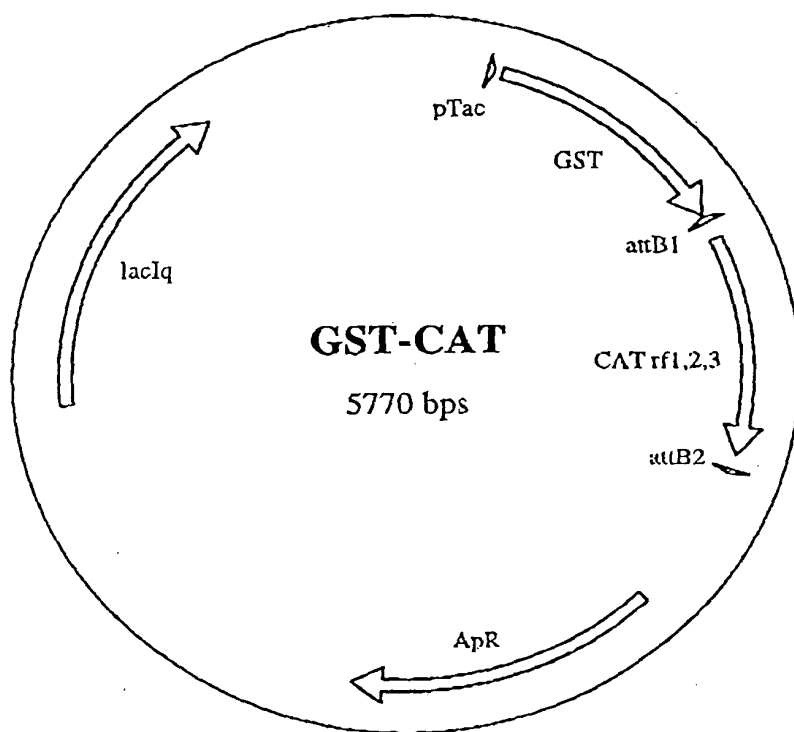 pTac
GST
attB1
lacIq
GST-CAT
5770 bps
CAT rf1,2,3
attB2
ApR